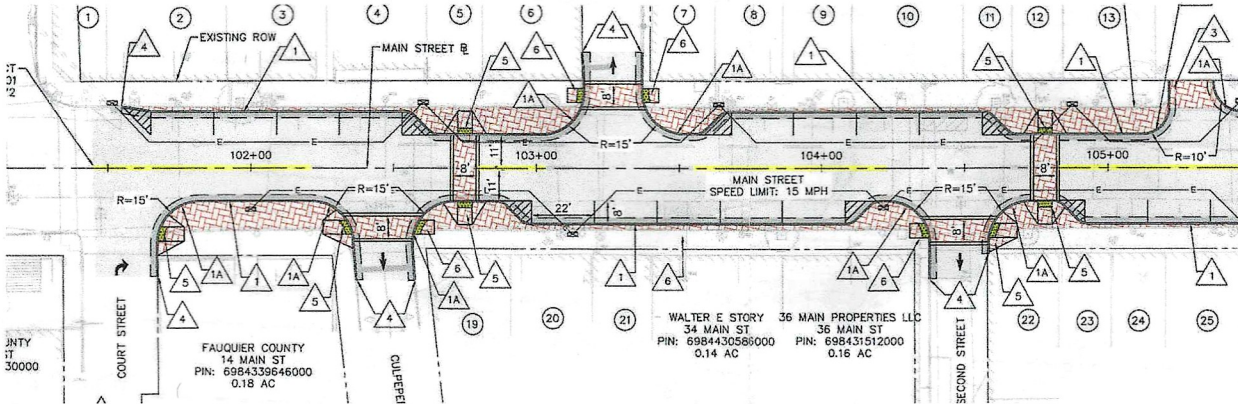 1 2 3 4 5 6 7 8 9 10 11 12 13
4 EXISTING ROW 1 MAIN STREET BL 5 6 4 6 1 5 1 3
1A 1A 1A
01
E E R=15' E E
8'
11'
102+00 103+00 104+00 105+00 R=10'
8' 8'
11'
MAIN STREET
SPEED LIMIT: 15 MPH
R=15' E R=15' E E E R=15' E
22' 8'
8' 8'
5 1A 1 1A 5 6 5 1 6 1A 6 1A 5 1
4 4 1A 4 5
19 20 21 22 23 24 25
COURT STREET
FAUQUIER COUNTY
14 MAIN ST
PIN: 6984339646000
0.18 AC
WALTER E STORY
34 MAIN ST
PIN: 6984430586000
0.14 AC
36 MAIN PROPERTIES LLC
36 MAIN ST
PIN: 698431512000
0.16 AC
SECOND STREET
30000